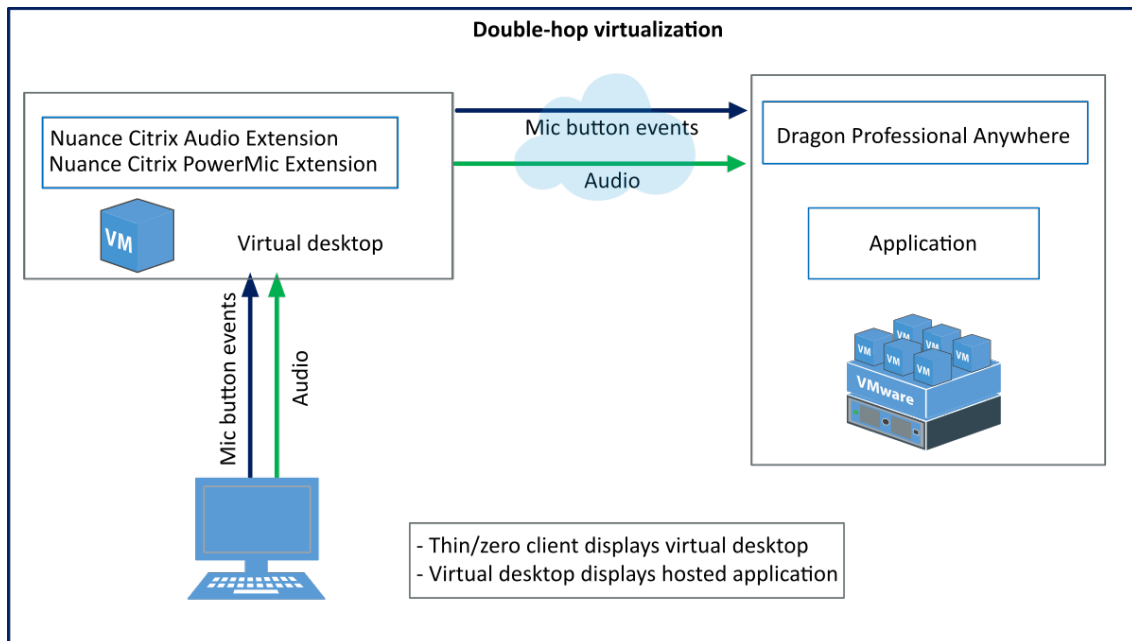 Double-hop virtualization
Nuance Citrix Audio Extension
Nuance Citrix PowerMic Extension
VM
Virtual desktop
Mic button events
Audio
Dragon Professional Anywhere
Application
VM
VM
VM
VM
VM
VM
VMware
Mic button events
Audio
- Thin/zero client displays virtual desktop
- Virtual desktop displays hosted application